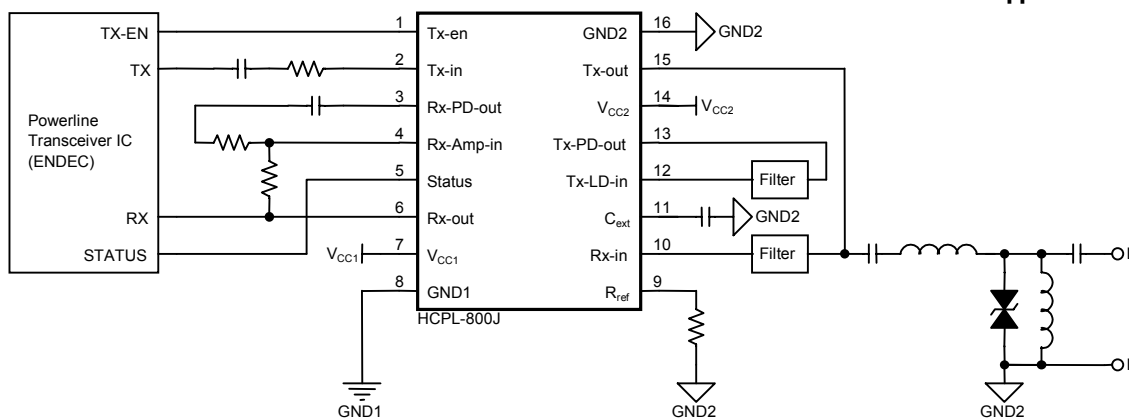 TX-EN
TX
Powerline
Transceiver IC
(ENDEC)
RX
STATUS
1
2
3
4
5
6
7
8
Tx-en
Tx-in
Rx-PD-out
Rx-Amp-in
Status
Rx-out
VCC1
VCC1
GND1
HCPL-800J
GND1
GND2
Tx-out
VCC2
Tx-PD-out
Tx-LD-in
Cext
Rx-in
Rref
16
15
14
13
12
11
10
9
GND2
VCC2
Filter
GND2
Filter
GND2
GND2